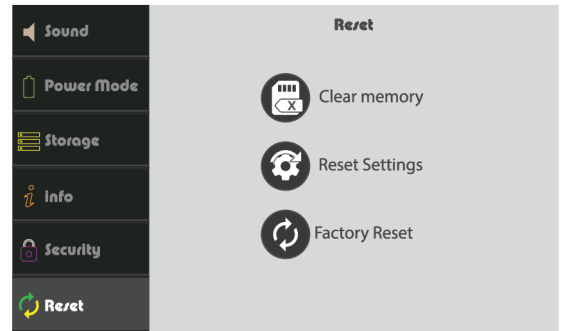 Sound
Power Mode
Storage
info
Security
Reset
Reset
X
Clear memory
Reset Settings
Factory Reset